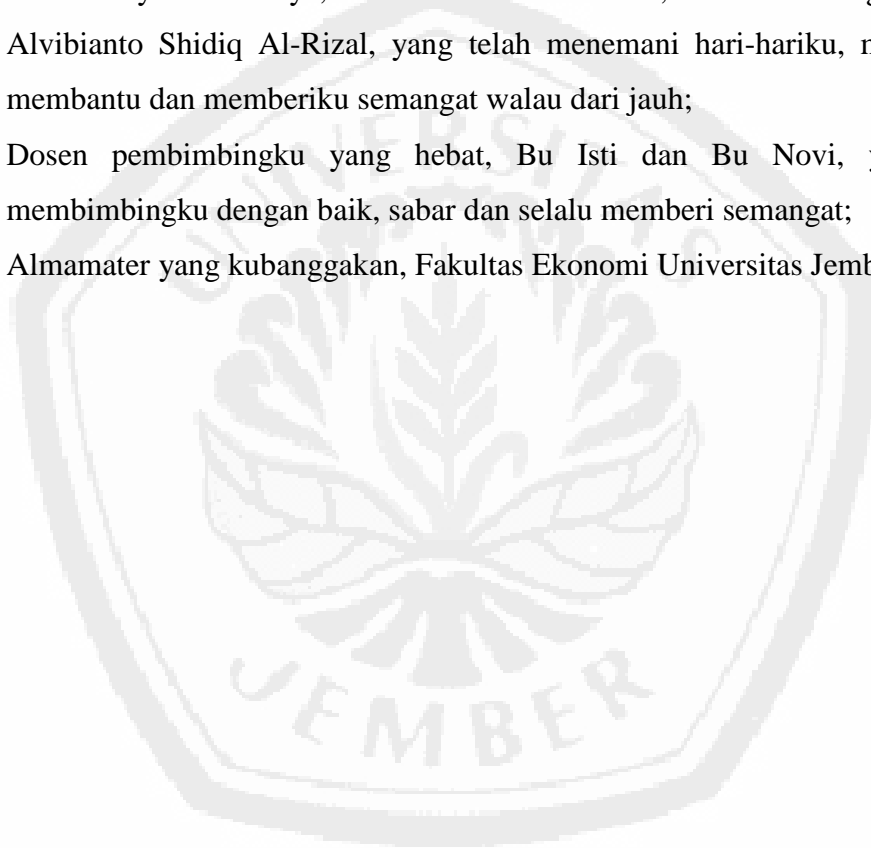 Alvibianto Shidiq Al-Rizal, yang telah menemani hari-hariku,
membantu dan memberiku semangat walau dari jauh;
Dosen pembimbingku yang hebat, Bu Isti dan Bu Novi,
membimbingku dengan baik, sabar dan selalu memberi semangat;
Almamater yang kubanggakan, Fakultas Ekonomi Universitas
UNIVERSITAS
JEMBER